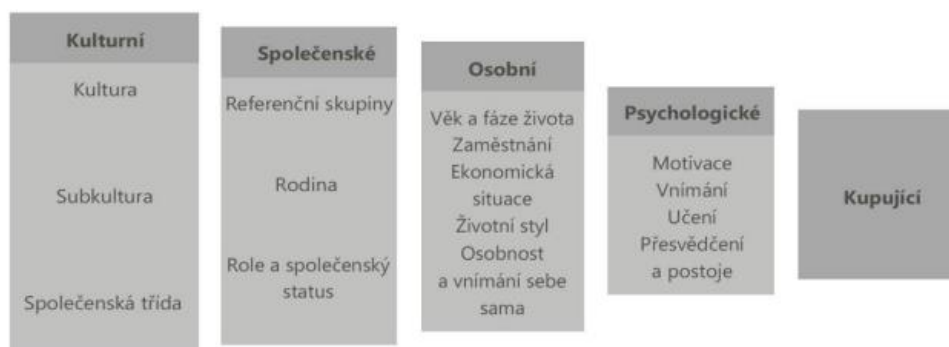 Kulturní
Kultura
Subkultura
Společenská třída
Společenské
Referenční skupiny
Rodina
Role a společenský
status
Osobní
Věk a fáze života
Zaměstnání
Ekonomická
situace
Životní styl
Osobnost
a vnímání sebe
sama
Psychologické
Motivace
Vnímání
Učení
Přesvědčení
a postoje
Kupující